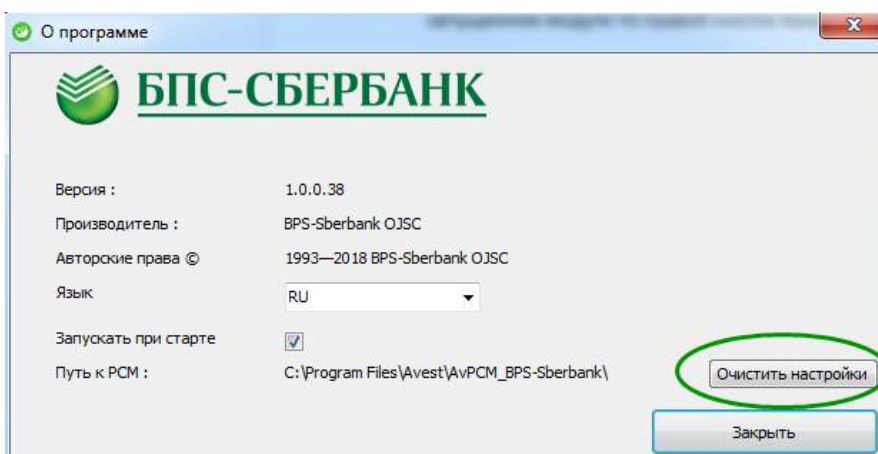 О программе
БПС-СБЕРБАНК
Версия : 1.0.0.38
Производитель : BPS-Sberbank OJSC
Авторские права © 1993—2018 BPS-Sberbank OJSC
Язык RU
Запускать при старте
Путь к PCM : C:\Program Files\Avest\AvPCM_BPS-Sberbank\ Очистить настройки
Закрыть